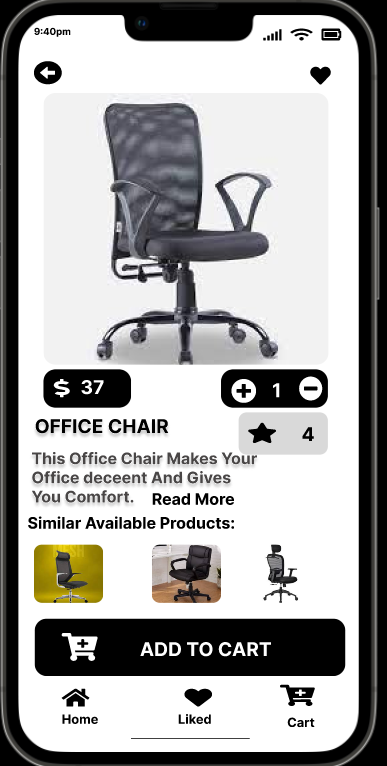 9:40pm
$ 37
1
OFFICE CHAIR
4
This Office Chair Makes Your
Office deceent And Gives
You Comfort. Read More
Similar Available Products:
ADD TO CART
Home
Liked
Cart